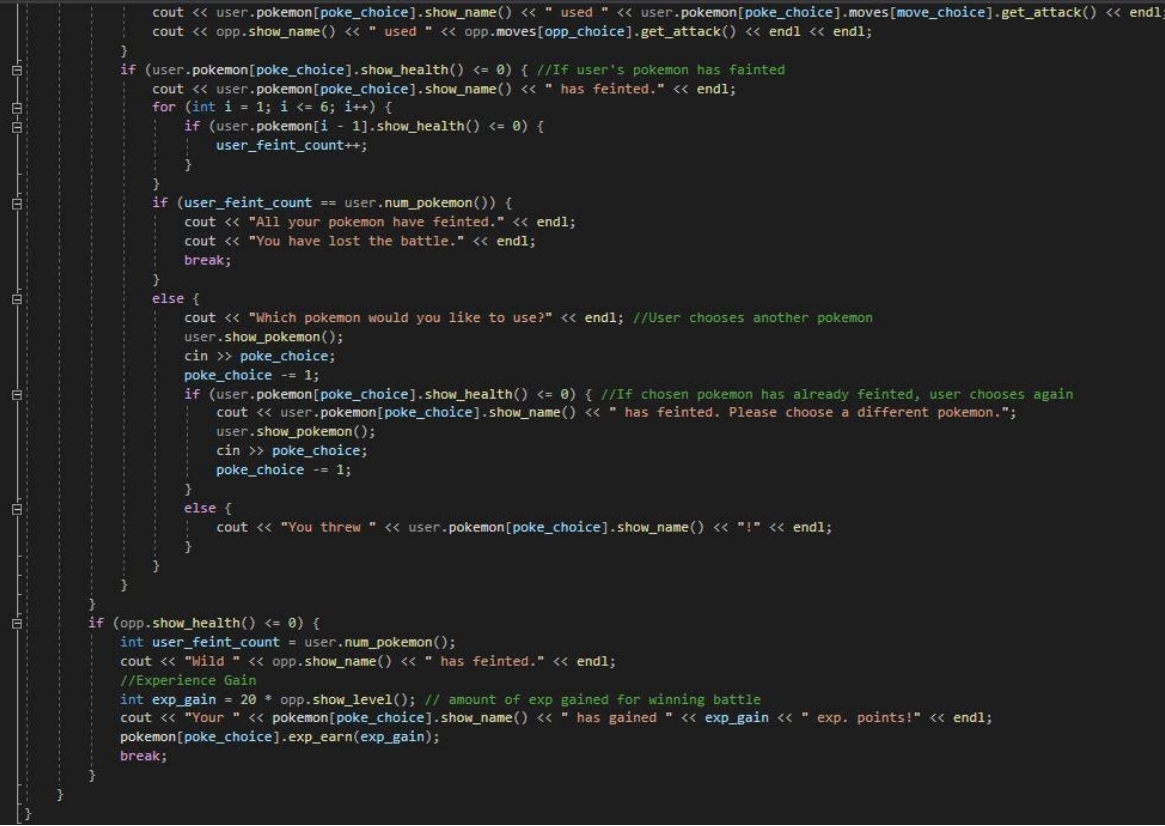 cout << user.pokemon[poke_choice].show_name() << " used " << user.pokemon[poke_choice].moves[move_choice].get_attack() << endl
cout << opp.show_name() << " used " << opp.moves[opp_choice].get_attack() << endl << endl;
}
if (user.pokemon[poke_choice].show_health() <= 0) { //If user's pokemon has fainted
cout << user.pokemon[poke_choice].show_name() << " has feinted." << endl;
for (int i = 1; i <= 6; i++) {
if (user.pokemon[i - 1].show_health() <= 0) {
user_feint_count++;
}
}
if (user_feint_count == user.num_pokemon()) {
cout << "All your pokemon have feinted." << endl;
cout << "You have lost the battle." << endl;
break;
}
else {
cout << "Which pokemon would you like to use?" << endl; //User chooses another pokemon
user.show_pokemon();
cin >> poke_choice;
poke_choice -= 1;
if (user.pokemon[poke_choice].show_health() <= 0) { //If chosen pokemon has already feinted, user chooses again
cout << user.pokemon[poke_choice].show_name() << " has feinted. Please choose a different pokemon.";
user.show_pokemon();
cin >> poke_choice;
poke_choice -= 1;
}
else {
cout << "You threw " << user.pokemon[poke_choice].show_name() << "!" << endl;
}
}
}
}
if (opp.show_health() <= 0) {
int user_feint_count = user.num_pokemon();
cout << "Wild " << opp.show_name() << " has feinted." << endl;
//Experience Gain
int exp_gain = 20 * opp.show_level(); // amount of exp gained for winning battle
cout << "Your " << pokemon[poke_choice].show_name() << " has gained " << exp_gain << " exp. points!" << endl;
pokemon[poke_choice].exp_earn(exp_gain);
break;
}
}
}